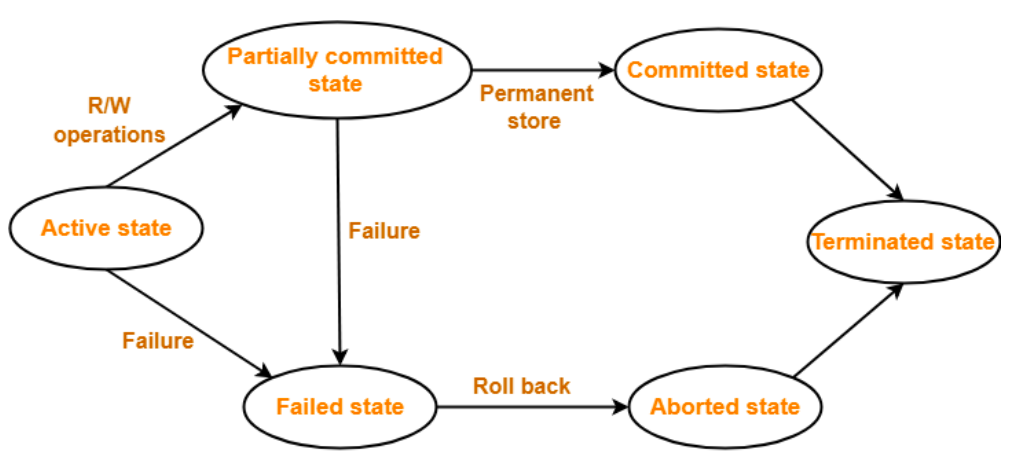 Partially committed
state
Committed state
R/W
operations
Permanent
store
Active state
Failure
Terminated state
Failure
Failed state
Roll back
Aborted state